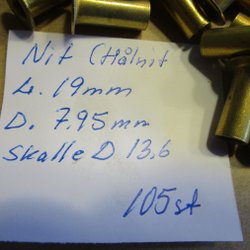 Nit (Hålnit
L. 19mm
D. 7.95mm
Skalle D 13,6
105st